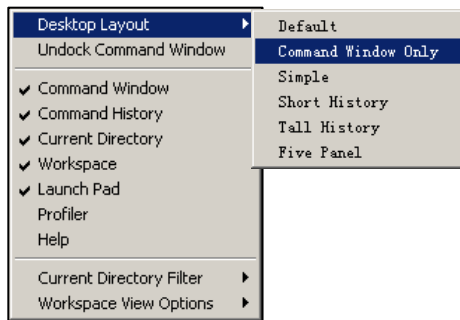 Desktop Layout
Undock Command Window
Command Window
Command History
Current Directory
Workspace
Launch Pad
Profiler
Help
Current Directory Filter
Workspace View Options
Default
Command Window Only
Simple
Short History
Tall History
Five Panel